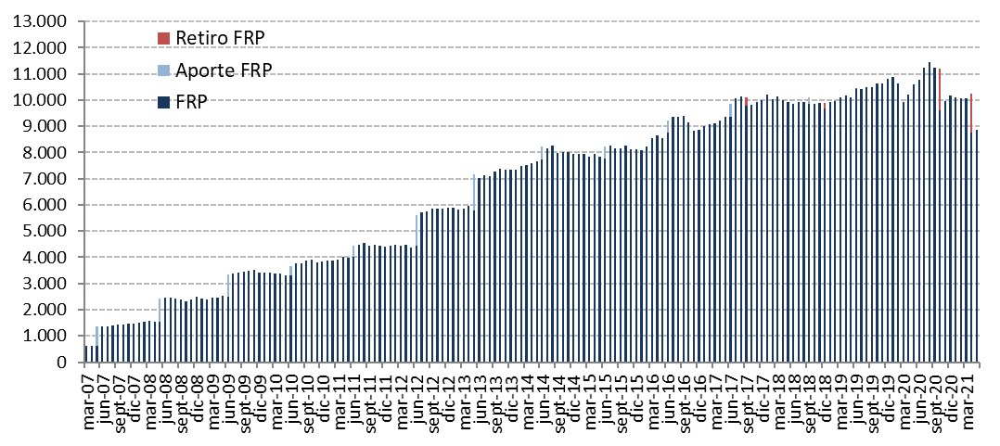 13.000
12.000
11.000
10.000
9.000
8.000
7.000
6.000
5.000
4.000
3.000
2.000
1.000
0
Retiro FRP
Aporte FRP
FRP
mar-07
jun-07
sept-07
dic-07
mar-08
jun-08
sept-08
dic-08
mar-09
jun-09
sept-09
dic-09
mar-10
jun-10
sept-10
dic-10
mar-11
jun-11
sept-11
dic-11
mar-12
jun-12
sept-12
dic-12
mar-13
jun-13
sept-13
dic-13
mar-14
jun-14
sept-14
dic-14
mar-15
jun-15
sept-15
dic-15
mar-16
jun-16
sept-16
dic-16
mar-17
jun-17
sept-17
dic-17
mar-18
jun-18
sept-18
dic-18
mar-19
jun-19
sept-19
dic-19
mar-20
jun-20
sept-20
dic-20
mar-21